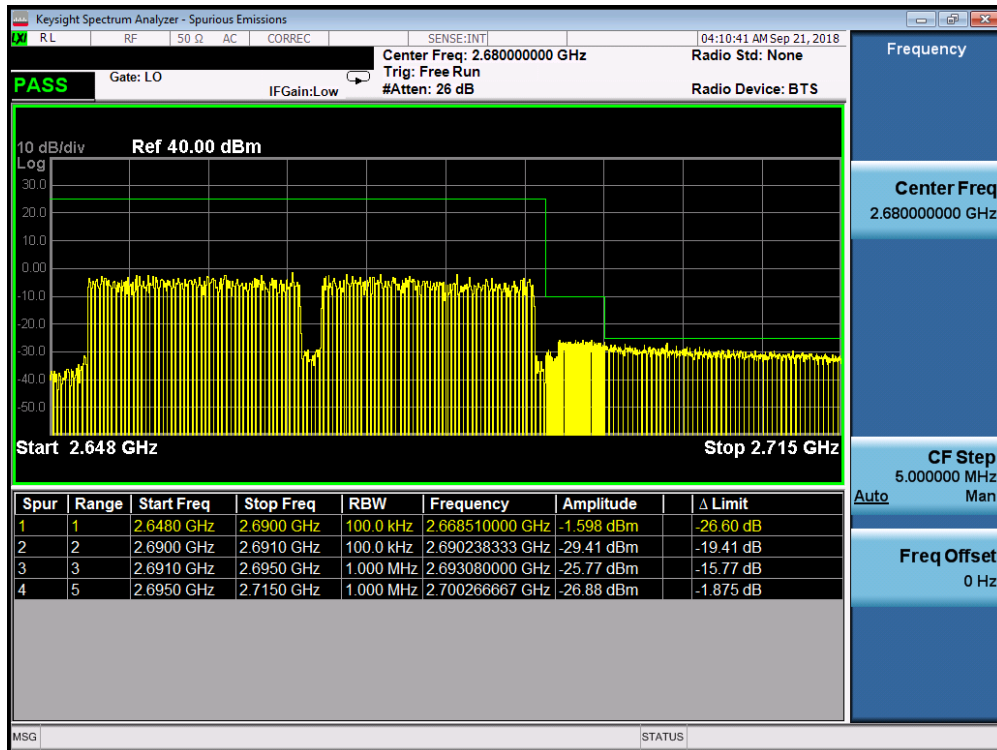 Keysight Spectrum Analyzer - Spurious Emissions
LXI RL RF 50 Ω AC CORREC SENSE:INT 04:10:41 AM Sep 21, 2018
Center Freq: 2.680000000 GHz Radio Std: None
PASS Gate: LO Trig: Free Run
IFGain:Low #Atten: 26 dB Radio Device: BTS
10 dB/div Ref 40.00 dBm
Log
30.0
20.0
10.0
0.00
-10.0
-20.0
-30.0
-40.0
-50.0
Start 2.648 GHz Stop 2.715 GHz
Spur Range Start Freq Stop Freq RBW Frequency Amplitude Δ Limit
1 1 2.6480 GHz 2.6900 GHz 100.0 kHz 2.668510000 GHz -1.598 dBm -26.60 dB
2 2 2.6900 GHz 2.6910 GHz 100.0 kHz 2.690238333 GHz -29.41 dBm -19.41 dB
3 3 2.6910 GHz 2.6950 GHz 1.000 MHz 2.693080000 GHz -25.77 dBm -15.77 dB
4 5 2.6950 GHz 2.7150 GHz 1.000 MHz 2.700266667 GHz -26.88 dBm -1.875 dB
MSG STATUS
Frequency
Center Freq
2.680000000 GHz
CF Step
5.000000 MHz
Auto Man
Freq Offset
0 Hz